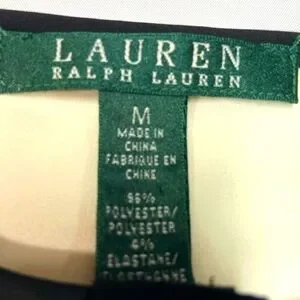 LAUREN
RALPH LAUREN
M
MADE IN
CHINA
FABRIQUE EN
CHINE
96%
POLYESTER/
POLYESTER
4%
ELASTANE/